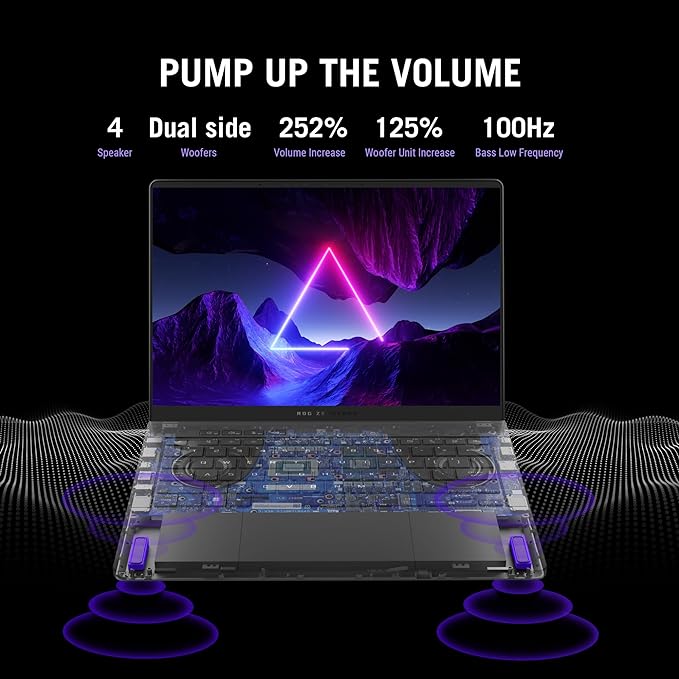 PUMP UP THE VOLUME
4 Dual side 252% 125% 100Hz
Speaker Woofers Volume Increase Woofer Unit Increase Bass Low Frequency
ROG